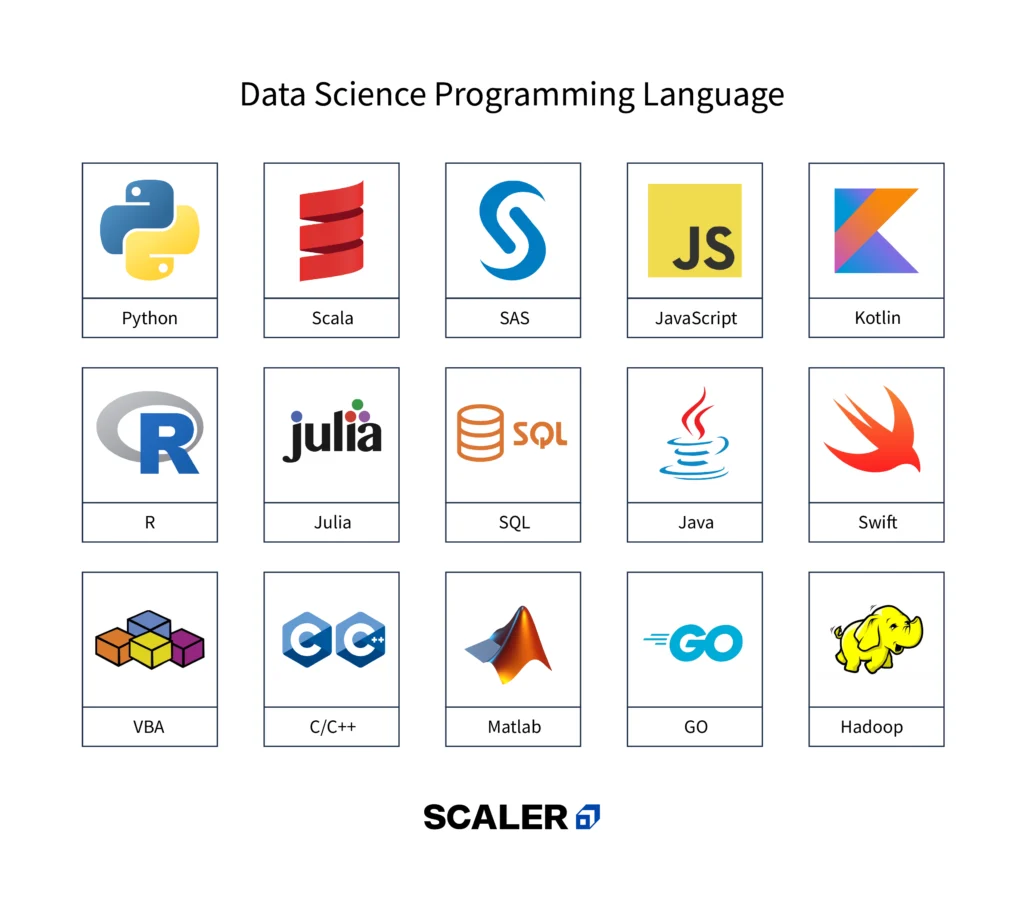 Data Science Programming Language
JS
Python
Scala
SAS
JavaScript
Kotlin
R
julia
SQL
R
Julia
SQL
Java
Swift
C C++
GO
VBA
C/C++
Matlab
GO
Hadoop
SCALER